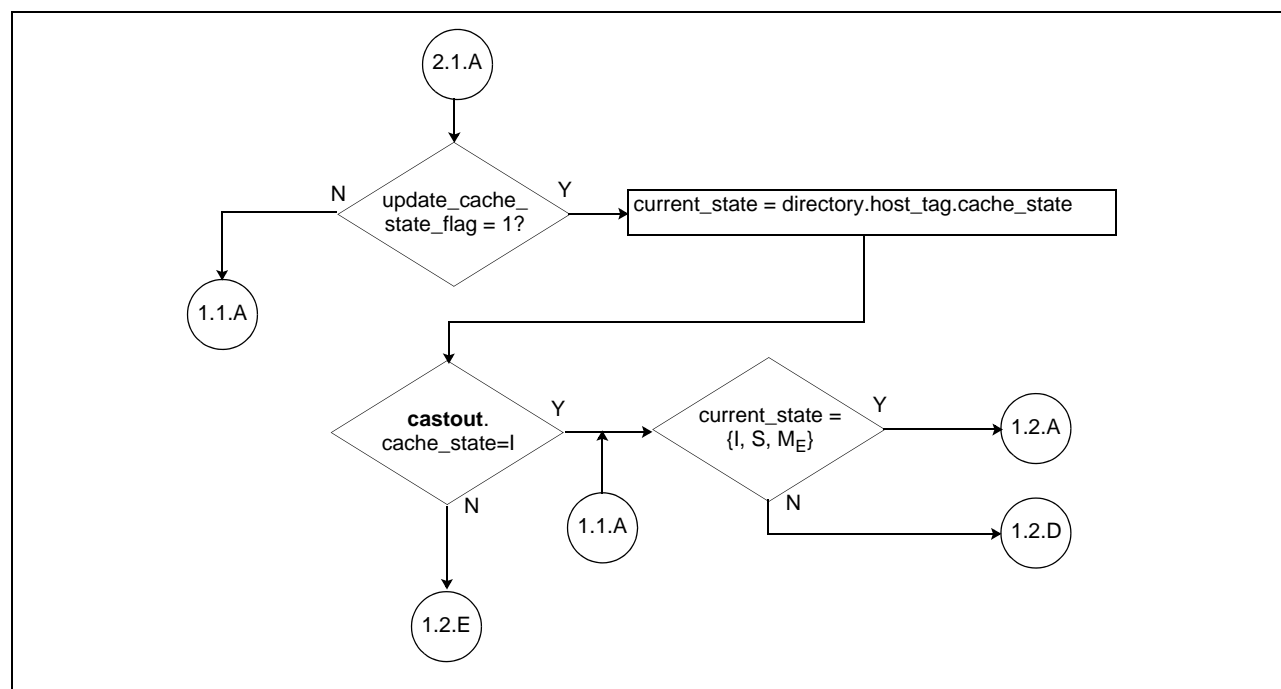 2.1.A
N
update_cache_
state_flag = 1?
Y
current_state = directory.host_tag.cache_state
1.1.A
castout.
cache_state=I
Y
N
current_state =
{I, S, M_E}
Y
N
1.2.A
1.1.A
1.2.D
1.2.E